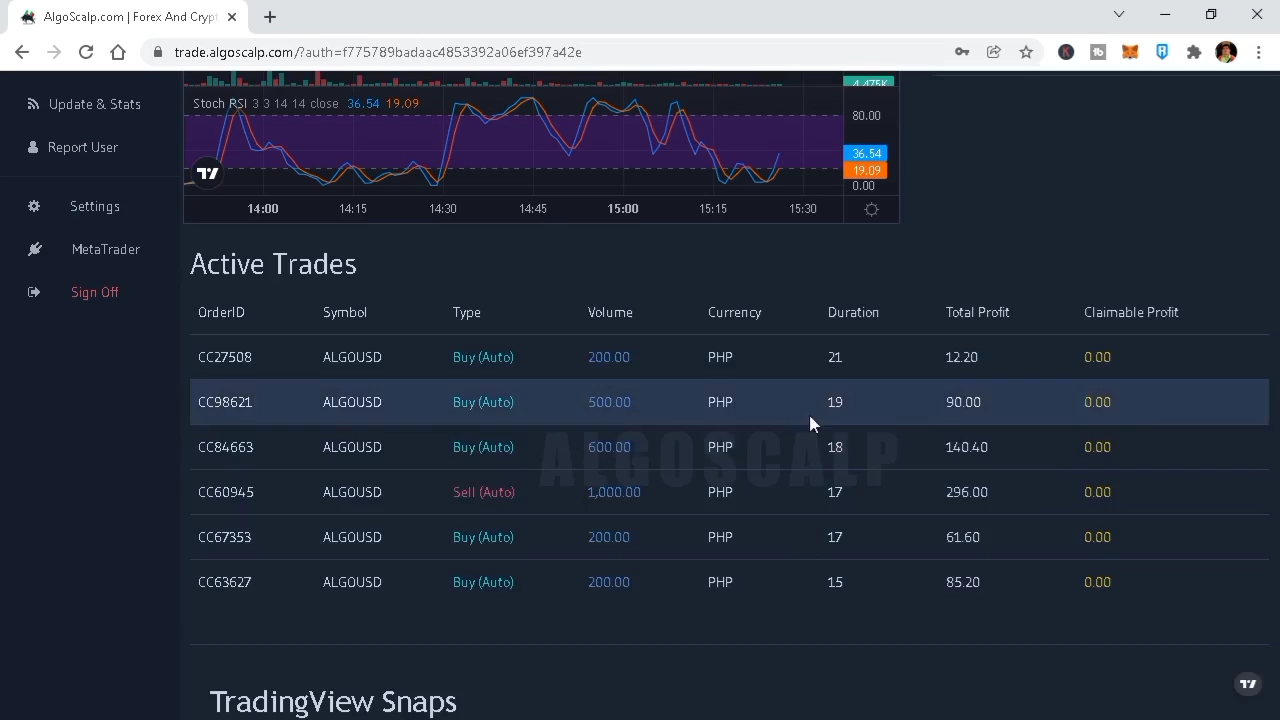 AlgoScalp.com | Forex And Crypt
trade.algoscalp.com/?auth=f775789badaac4853393a06ef397a42e
Update & Stats
Report User
Settings
MetaTrader
Sign Off
4.475K
Stoch RSI 3 3 14 14 close 36.54 19.09
80.00
36.54
19.09
0.00
14:00 14:15 14:30 14:45 15:00 15:15 15:30
Active Trades
OrderID Symbol Type Volume Currency Duration Total Profit Claimable Profit
CC27508 ALGOUSD Buy (Auto) 200.00 PHP 21 12.20 0.00
CC98621 ALGOUSD Buy (Auto) 500.00 PHP 19 90.00 0.00
CC84663 ALGOUSD Buy (Auto) 600.00 PHP 18 140.40 0.00
ALGOSCALP
CC60945 ALGOUSD Sell (Auto) 1,000.00 PHP 17 296.00 0.00
CC67353 ALGOUSD Buy (Auto) 200.00 PHP 17 61.60 0.00
CC63627 ALGOUSD Buy (Auto) 200.00 PHP 15 85.20 0.00
TradingView Snaps